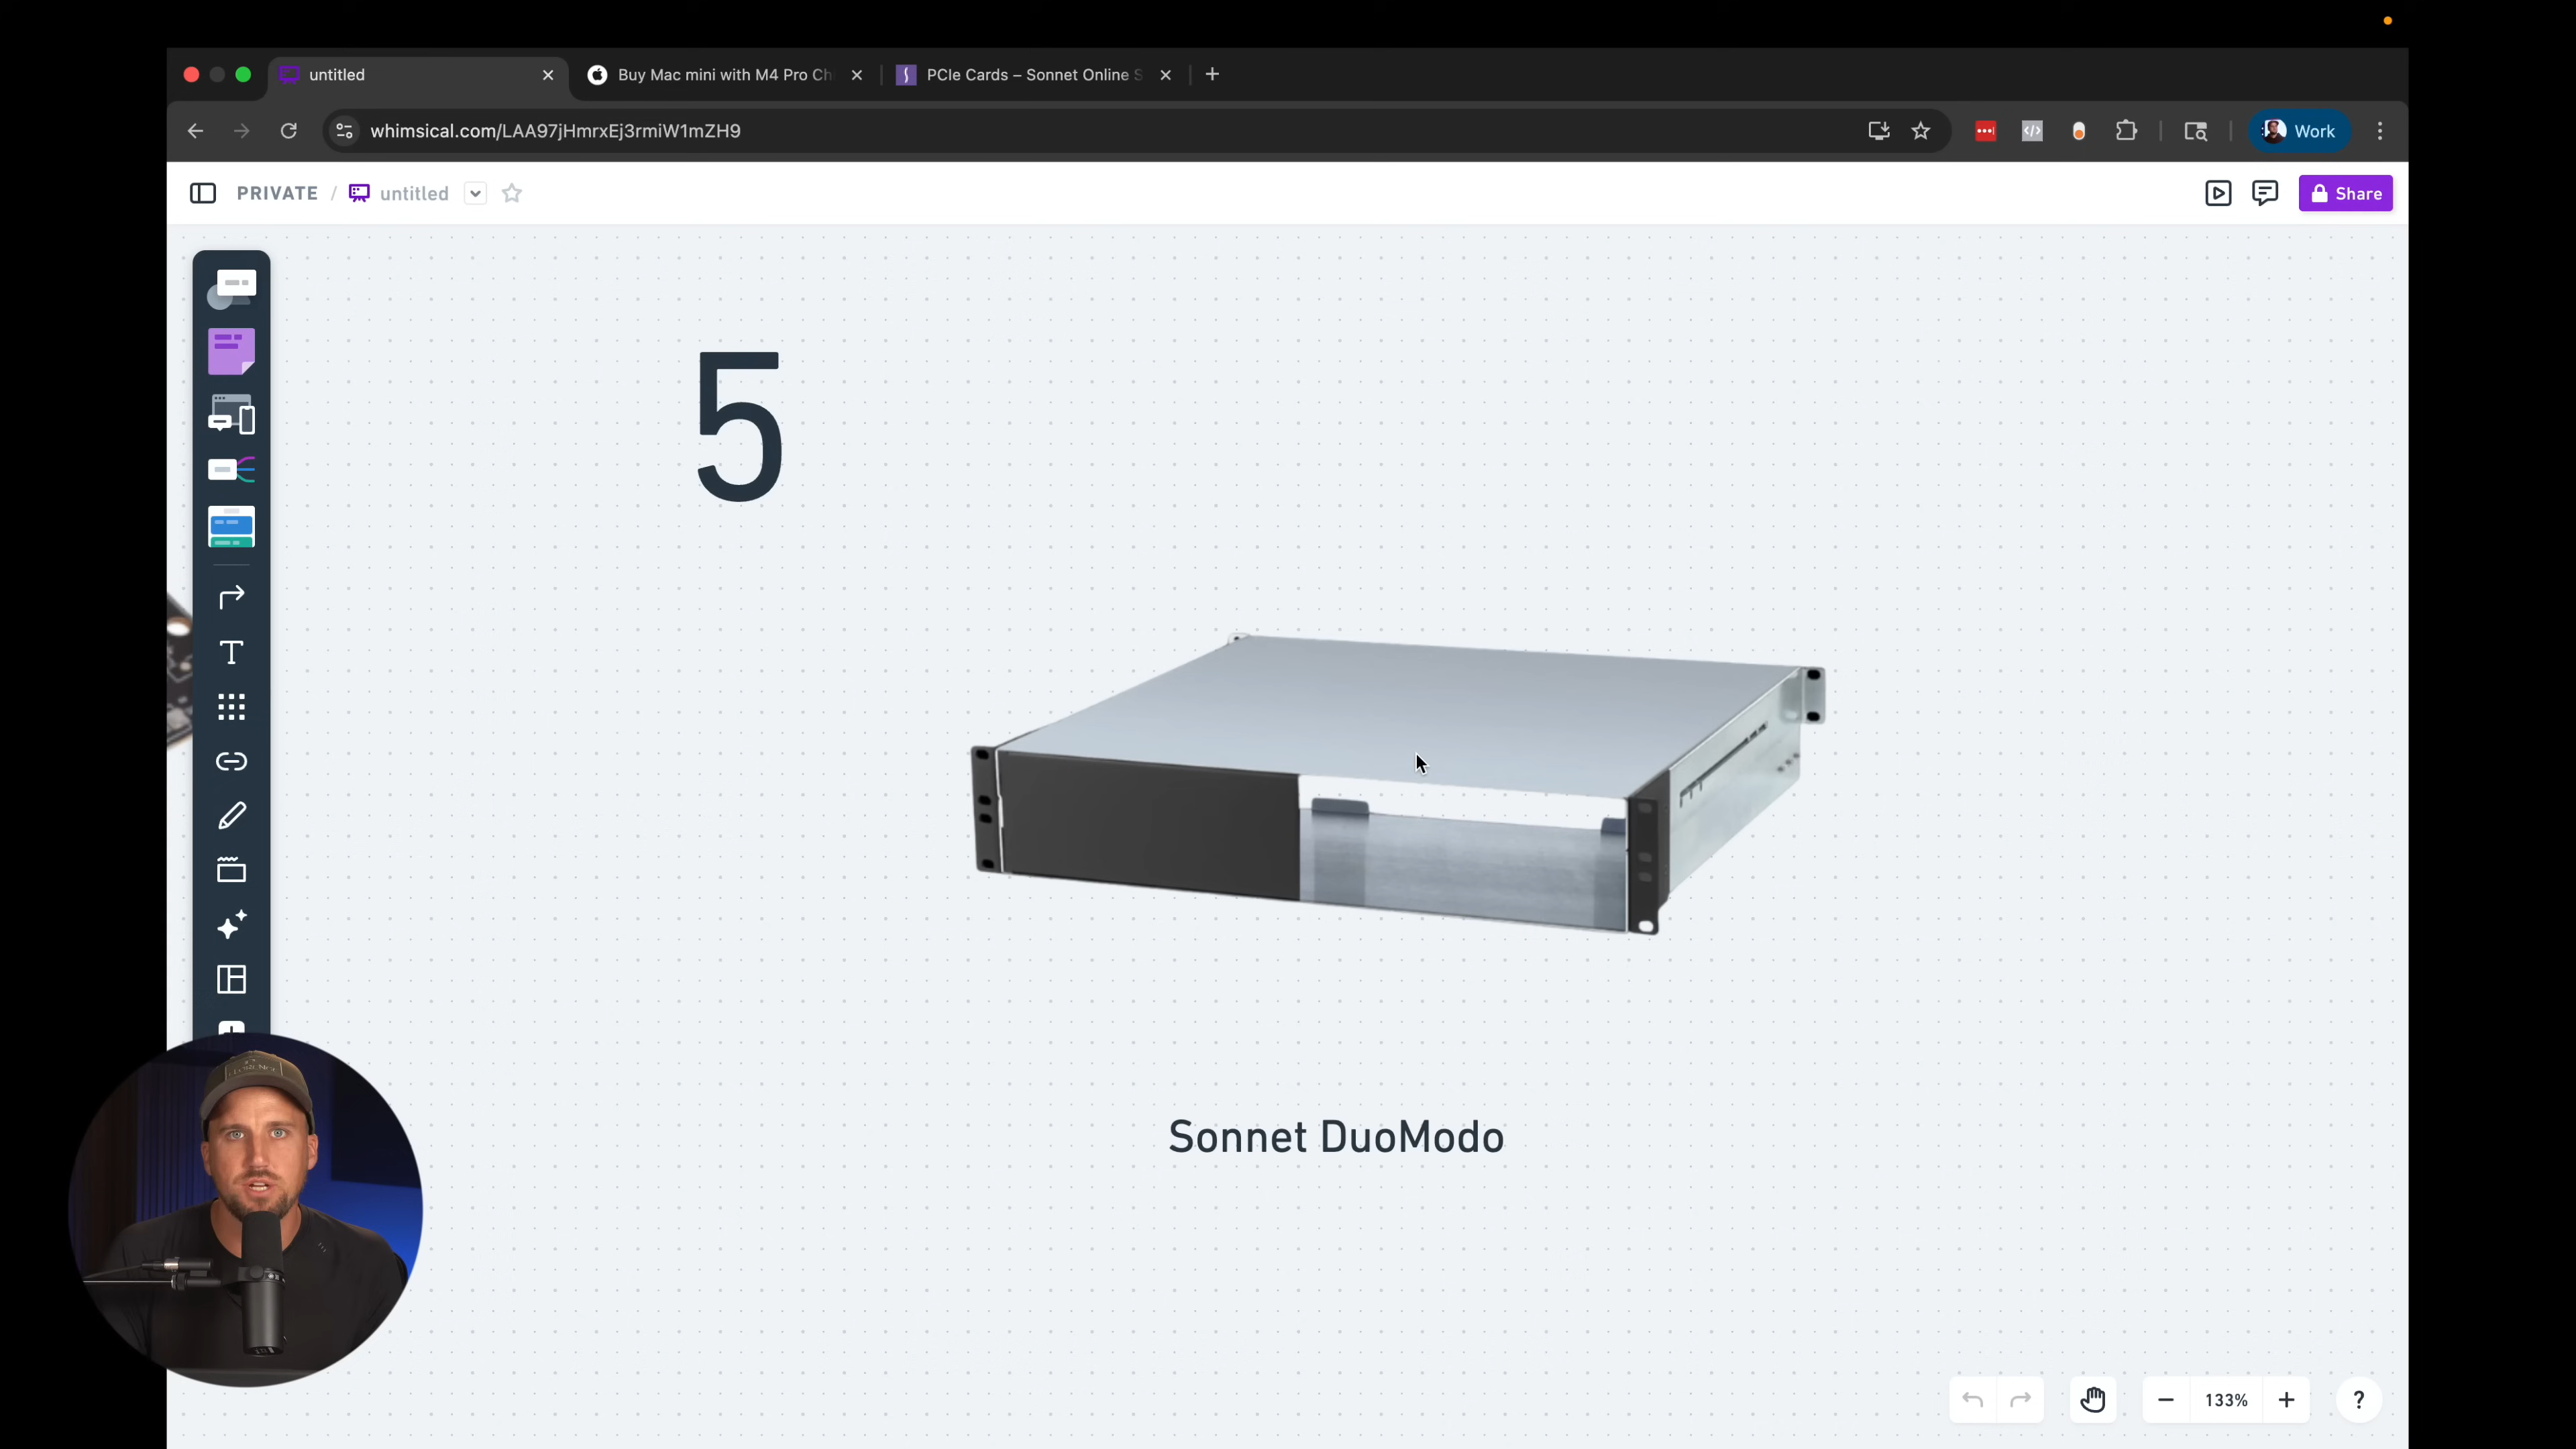 untitled
Buy Mac mini with M4 Pro Ch
PCIe Cards – Sonnet Online S
whimsical.com/LAA97jHmrxEj3rmiW1mZH9
Work
PRIVATE / untitled
Share
5
T
Sonnet DuoModo
FLORENCE
133%
?